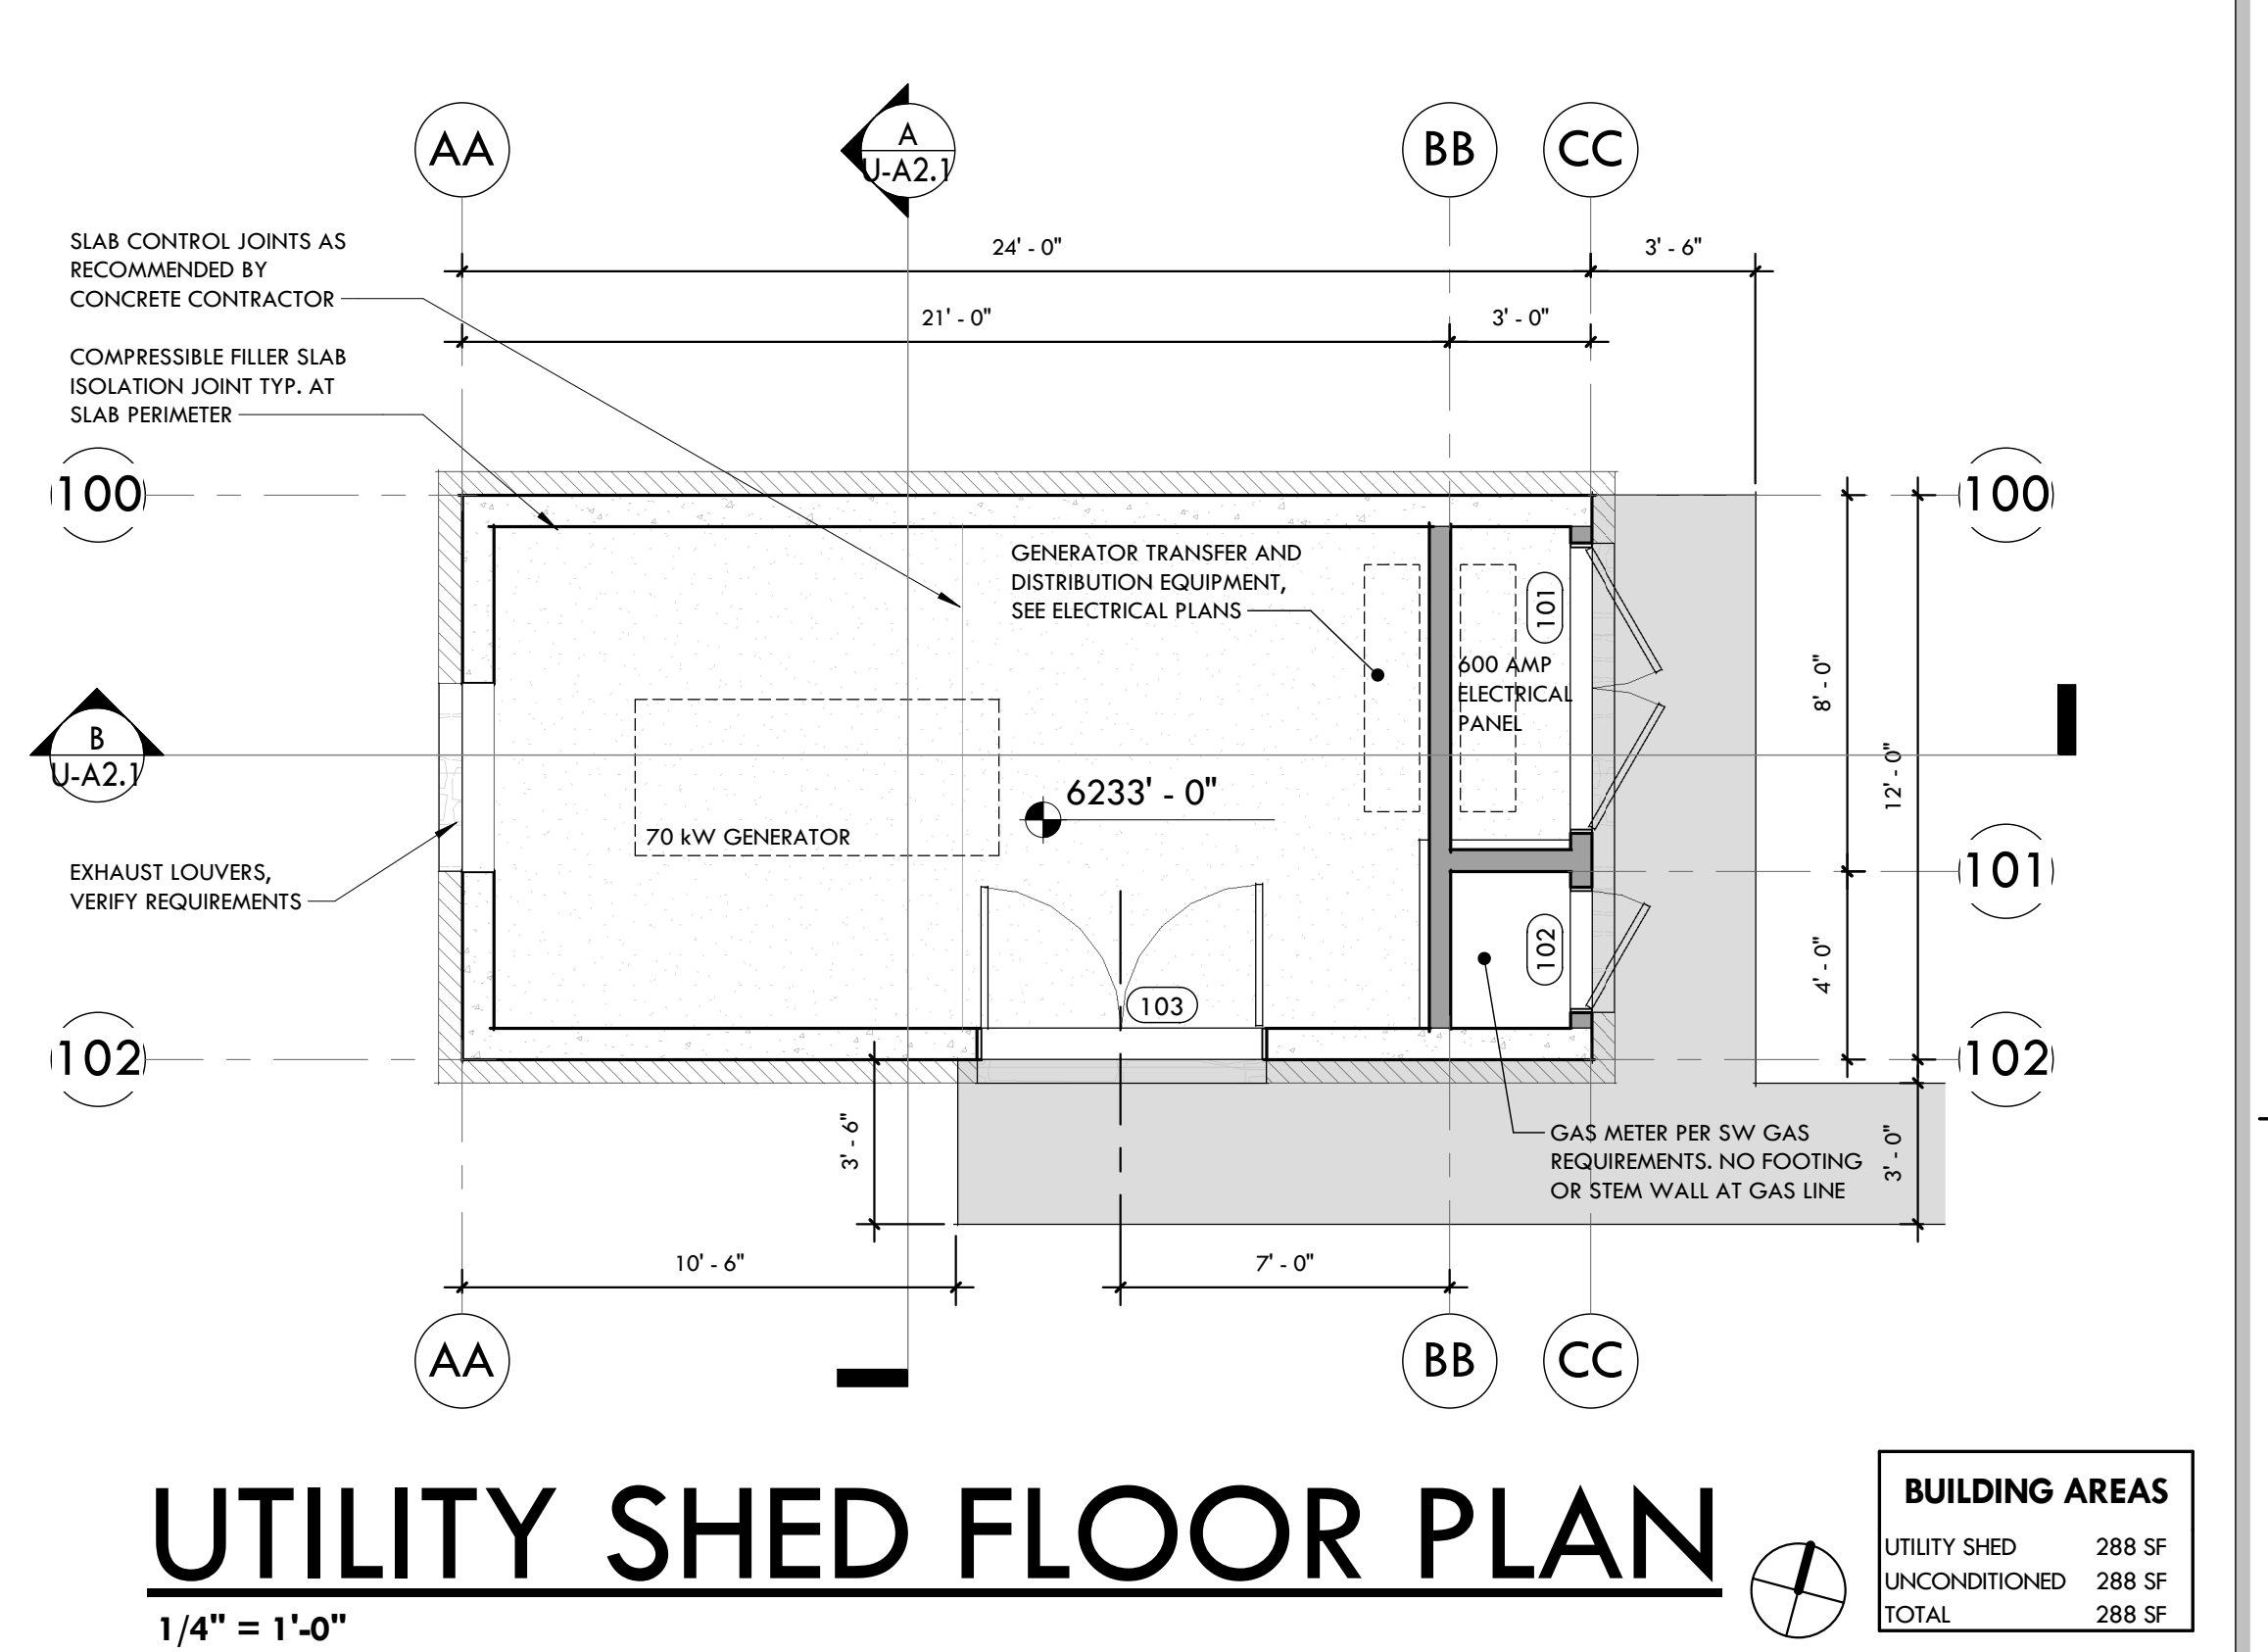 AA
A
U-A2.1
BB
CC
24' - 0"
3' - 6"
21' - 0"
3' - 0"
SLAB CONTROL JOINTS AS
RECOMMENDED BY
CONCRETE CONTRACTOR
COMPRESSIBLE FILLER SLAB
ISOLATION JOINT TYP. AT
SLAB PERIMETER
100
100
GENERATOR TRANSFER AND
DISTRIBUTION EQUIPMENT,
SEE ELECTRICAL PLANS
101
600 AMP
ELECTRICAL
PANEL
8' - 0"
12' - 0"
B
U-A2.1
6233' - 0"
70 kW GENERATOR
EXHAUST LOUVERS,
VERIFY REQUIREMENTS
101
102
4' - 0"
103
102
102
3' - 6"
GAS METER PER SW GAS
REQUIREMENTS. NO FOOTING
OR STEM WALL AT GAS LINE
3' - 0"
10' - 6"
7' - 0"
AA
BB
CC
UTILITY SHED FLOOR PLAN
1/4" = 1'-0"
BUILDING AREAS
UTILITY SHED 288 SF
UNCONDITIONED 288 SF
TOTAL 288 SF